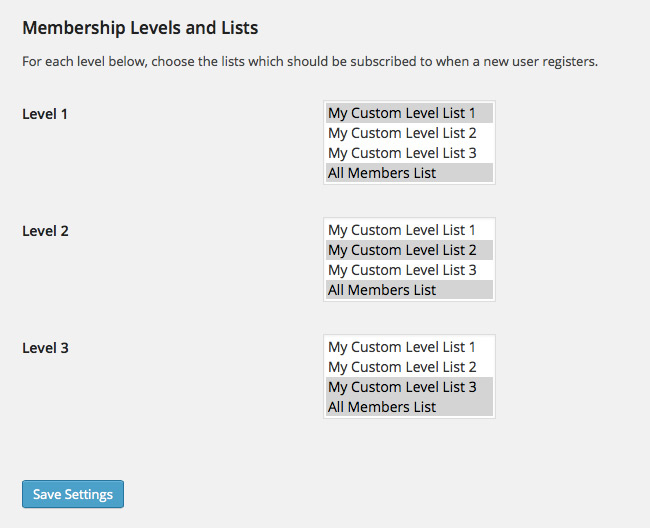 Membership Levels and Lists
For each level below, choose the lists which should be subscribed to when a new user registers.
Level 1
My Custom Level List 1
My Custom Level List 2
My Custom Level List 3
All Members List
Level 2
My Custom Level List 1
My Custom Level List 2
My Custom Level List 3
All Members List
Level 3
My Custom Level List 1
My Custom Level List 2
My Custom Level List 3
All Members List
Save Settings